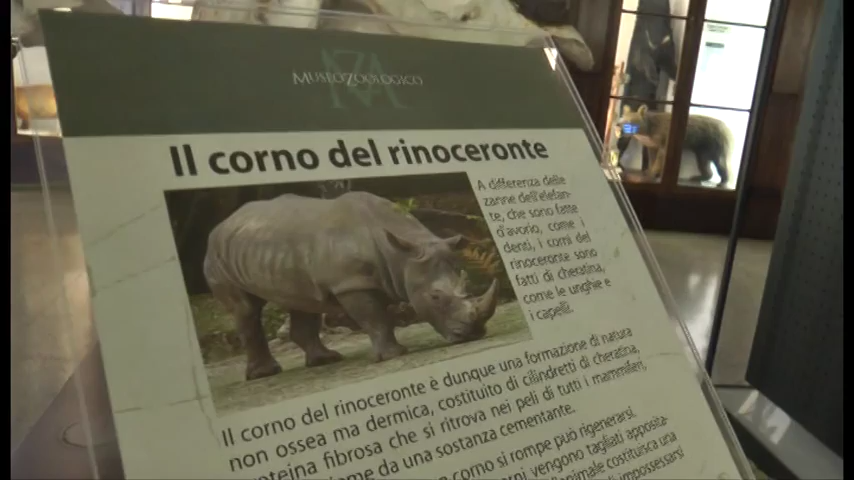 MUSEO ZOOLOGICO
Il corno del rinoceronte
A differenza delle
zanne dell'elefan-
te, che sono fatte
d'avorio, come i
denti, i corni del
rinoceronte sono
fatti di cheratina,
come le unghie e
i capelli.
Il corno del rinoceronte è dunque una formazione di natura
non ossea ma dermica, costituito di cilindretti di cheratina,
proteina fibrosa che si ritrova nei peli di tutti i mammiferi,
da una sostanza cementante.
corno si rompe può rigenerarsi.
vengono tagliati apposita-
l'animale costituisca una
impossessarsi